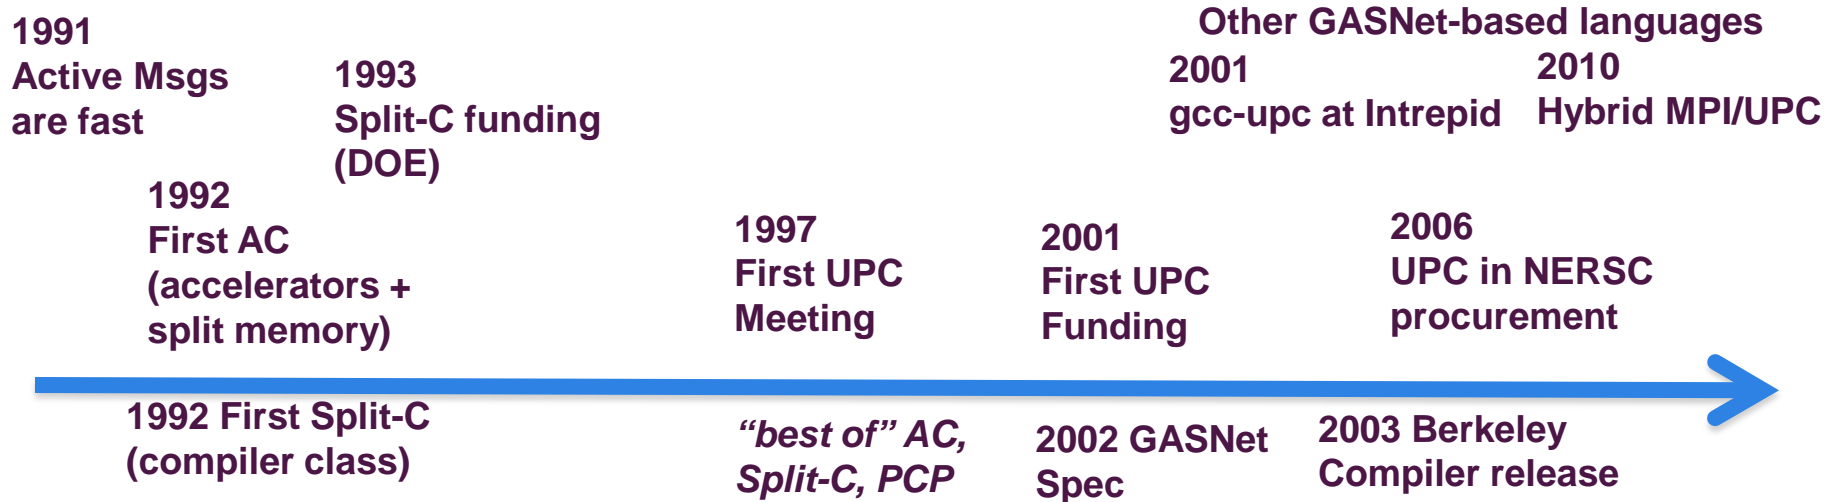 1991
Active Msgs
are fast
1993
Split-C funding
(DOE)
Other GASNet-based languages
2001
gcc-upc at Intrepid
2010
Hybrid MPI/UPC
1992
First AC
(accelerators +
split memory)
1997
First UPC
Meeting
2001
First UPC
Funding
2006
UPC in NERSC
procurement
1992 First Split-C
(compiler class)
“best of” AC,
Split-C, PCP
2002 GASNet
Spec
2003 Berkeley
Compiler release